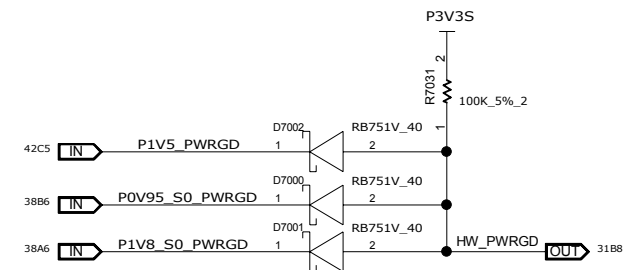 P3V3S
2
R7031
100K_5%_2
1
D7002 RB751V_40
42C5 IN P1V5_PWRGD 1 2
D7000 RB751V_40
38B6 IN P0V95_S0_PWRGD 1 2
D7001 RB751V_40
38A6 IN P1V8_S0_PWRGD 1 2 HW_PWRGD OUT 31B8